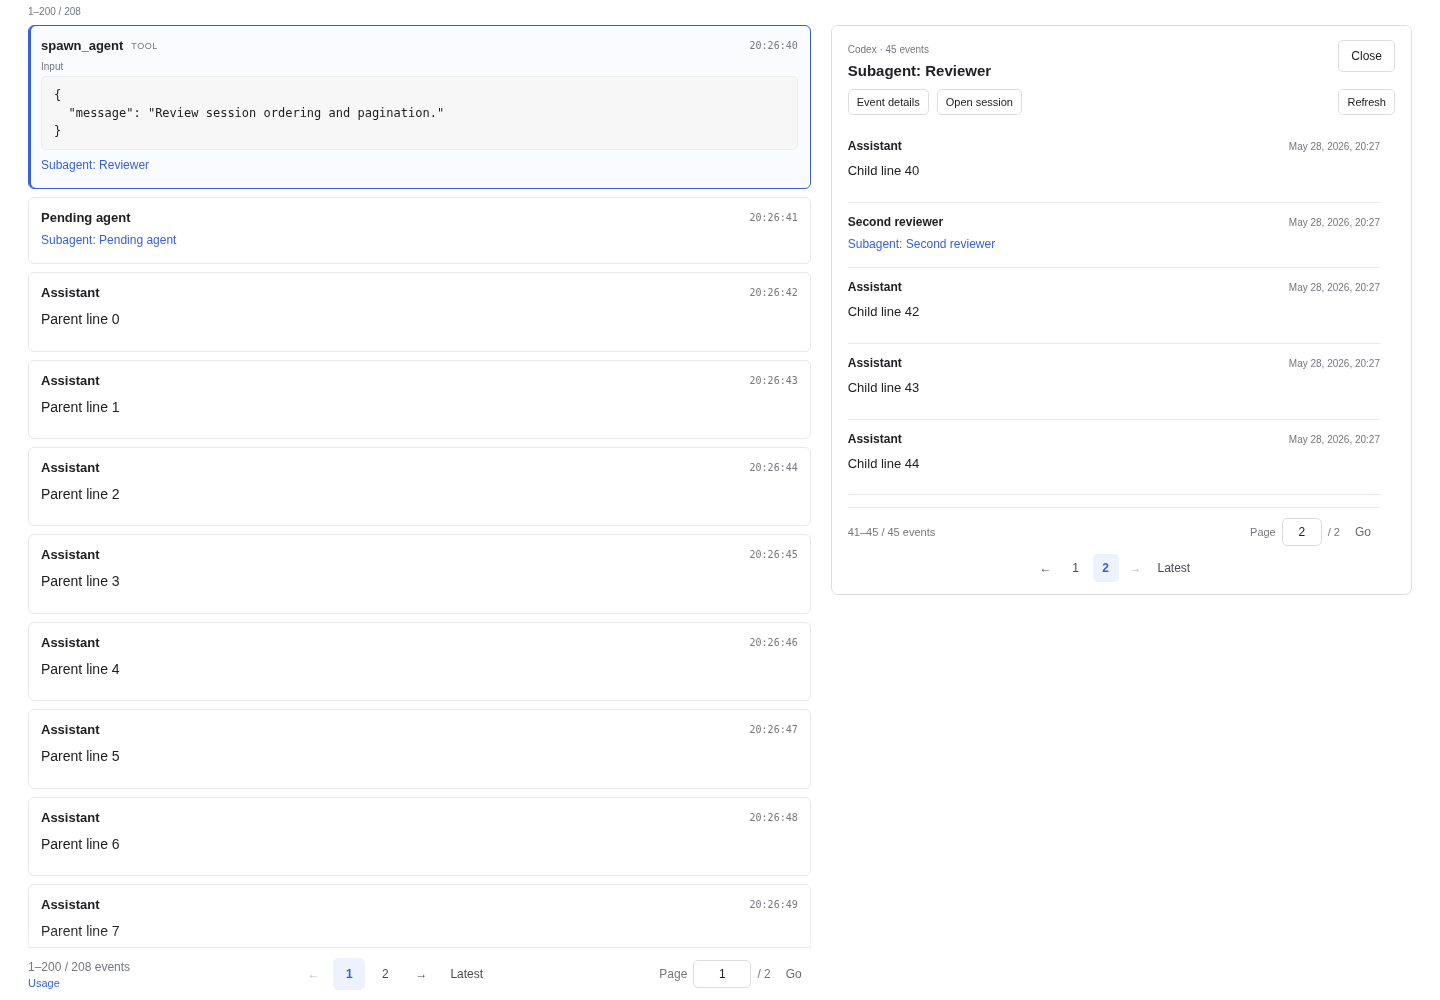 1–200 / 208
spawn_agent TOOL 20:26:40
Input
{
  "message": "Review session ordering and pagination."
}
Subagent: Reviewer
Pending agent 20:26:41
Subagent: Pending agent
Assistant 20:26:42
Parent line 0
Assistant 20:26:43
Parent line 1
Assistant 20:26:44
Parent line 2
Assistant 20:26:45
Parent line 3
Assistant 20:26:46
Parent line 4
Assistant 20:26:47
Parent line 5
Assistant 20:26:48
Parent line 6
Assistant 20:26:49
Parent line 7
1–200 / 208 events
Usage
← 1 2 → Latest
Page 1 / 2 Go
Codex · 45 events
Subagent: Reviewer
Close
Event details Open session Refresh
Assistant May 28, 2026, 20:27
Child line 40
Second reviewer May 28, 2026, 20:27
Subagent: Second reviewer
Assistant May 28, 2026, 20:27
Child line 42
Assistant May 28, 2026, 20:27
Child line 43
Assistant May 28, 2026, 20:27
Child line 44
41–45 / 45 events Page 2 / 2 Go
← 1 2 → Latest